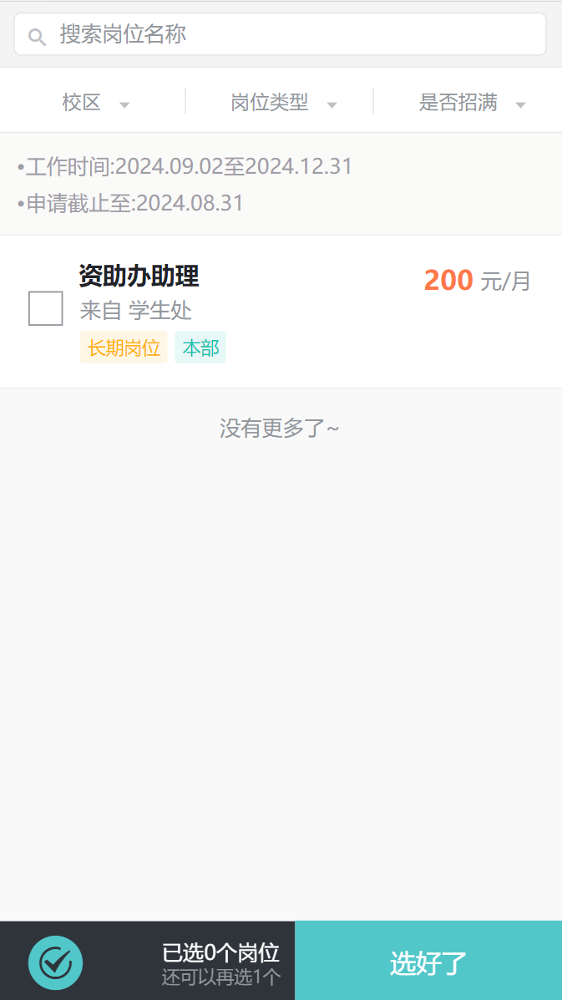 搜索岗位名称
校区 岗位类型 是否招满
•工作时间:2024.09.02至2024.12.31
•申请截止至:2024.08.31
资助办助理
200 元/月
来自 学生处
长期岗位 本部
没有更多了~
已选0个岗位
还可以再选1个
选好了